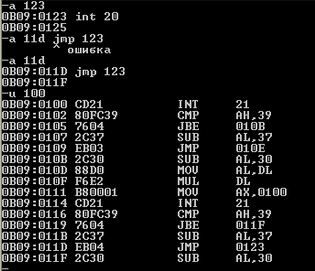 -a 123
0B09:0123 int 20
0B09:0125
-a 11d jmp 123
^ ошибка
-a 11d
0B09:011D jmp 123
0B09:011F
-u 100
0B09:0100 CD21 INT 21
0B09:0102 80FC39 CMP AH,39
0B09:0105 7604 JBE 010B
0B09:0107 2C37 SUB AL,37
0B09:0109 EB03 JMP 010E
0B09:010B 2C30 SUB AL,30
0B09:010D 88D0 MOV AL,DL
0B09:010F F6E2 MUL DL
0B09:0111 B80001 MOV AX,0100
0B09:0114 CD21 INT 21
0B09:0116 80FC39 CMP AH,39
0B09:0119 7604 JBE 011F
0B09:011B 2C37 SUB AL,37
0B09:011D EB04 JMP 0123
0B09:011F 2C30 SUB AL,30
-